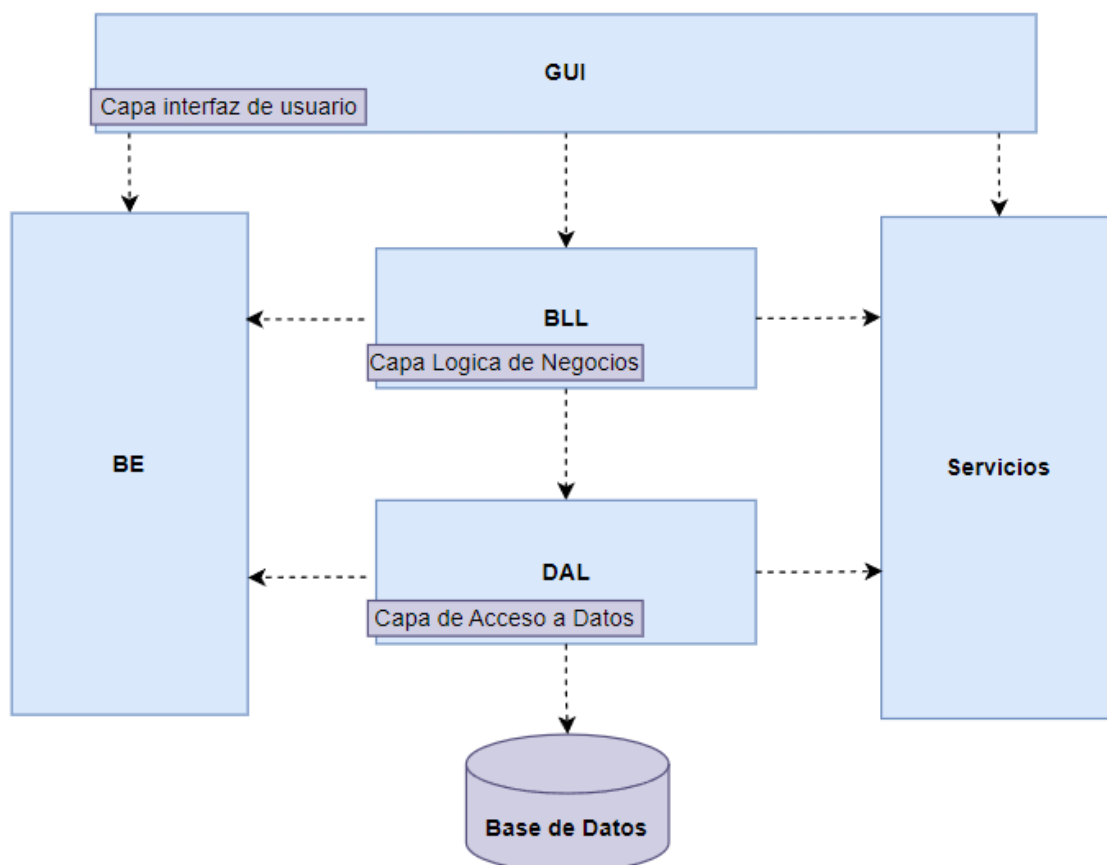 GUI
Capa interfaz de usuario
BLL
Capa Logica de Negocios
BE
Servicios
DAL
Capa de Acceso a Datos
Base de Datos